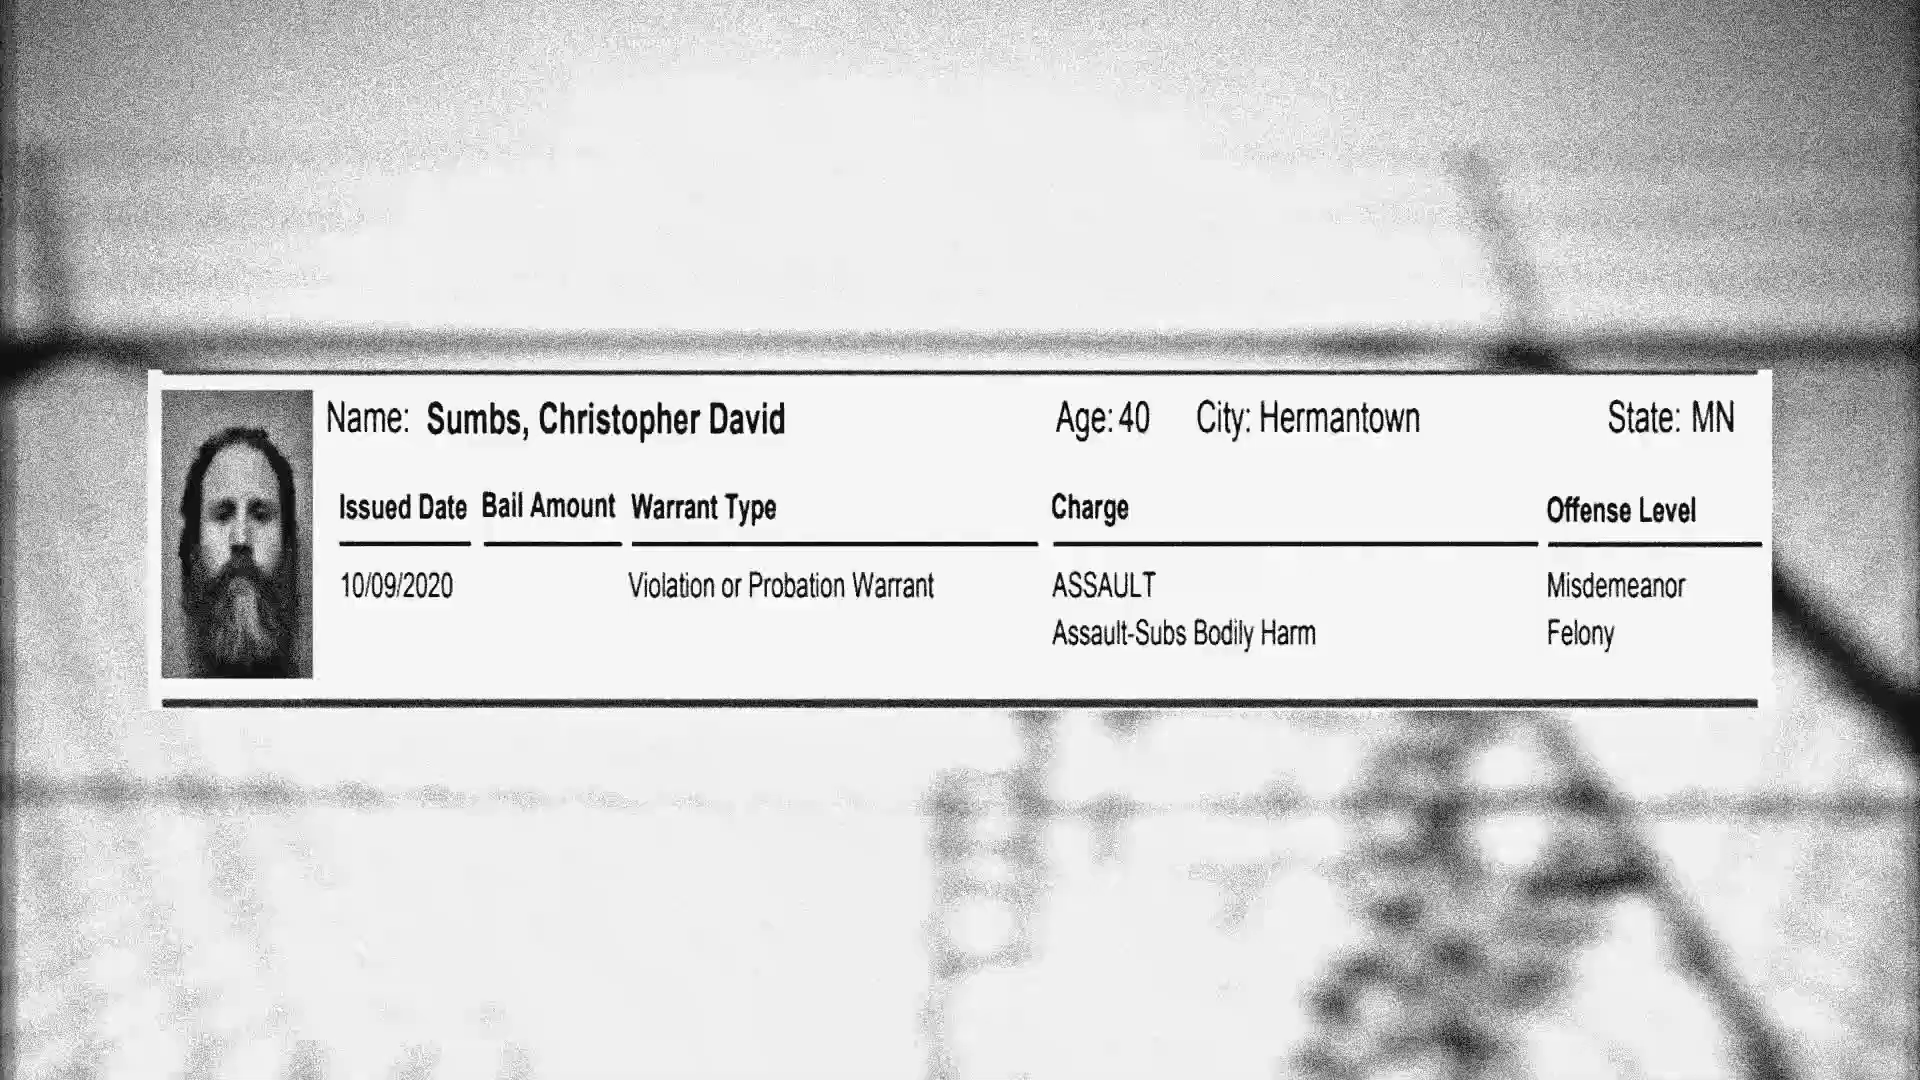 Name: Sumbs, Christopher David Age: 40 City: Hermantown State: MN
Issued Date Bail Amount Warrant Type Charge Offense Level
10/09/2020 Violation or Probation Warrant ASSAULT Misdemeanor
Assault-Subs Bodily Harm Felony